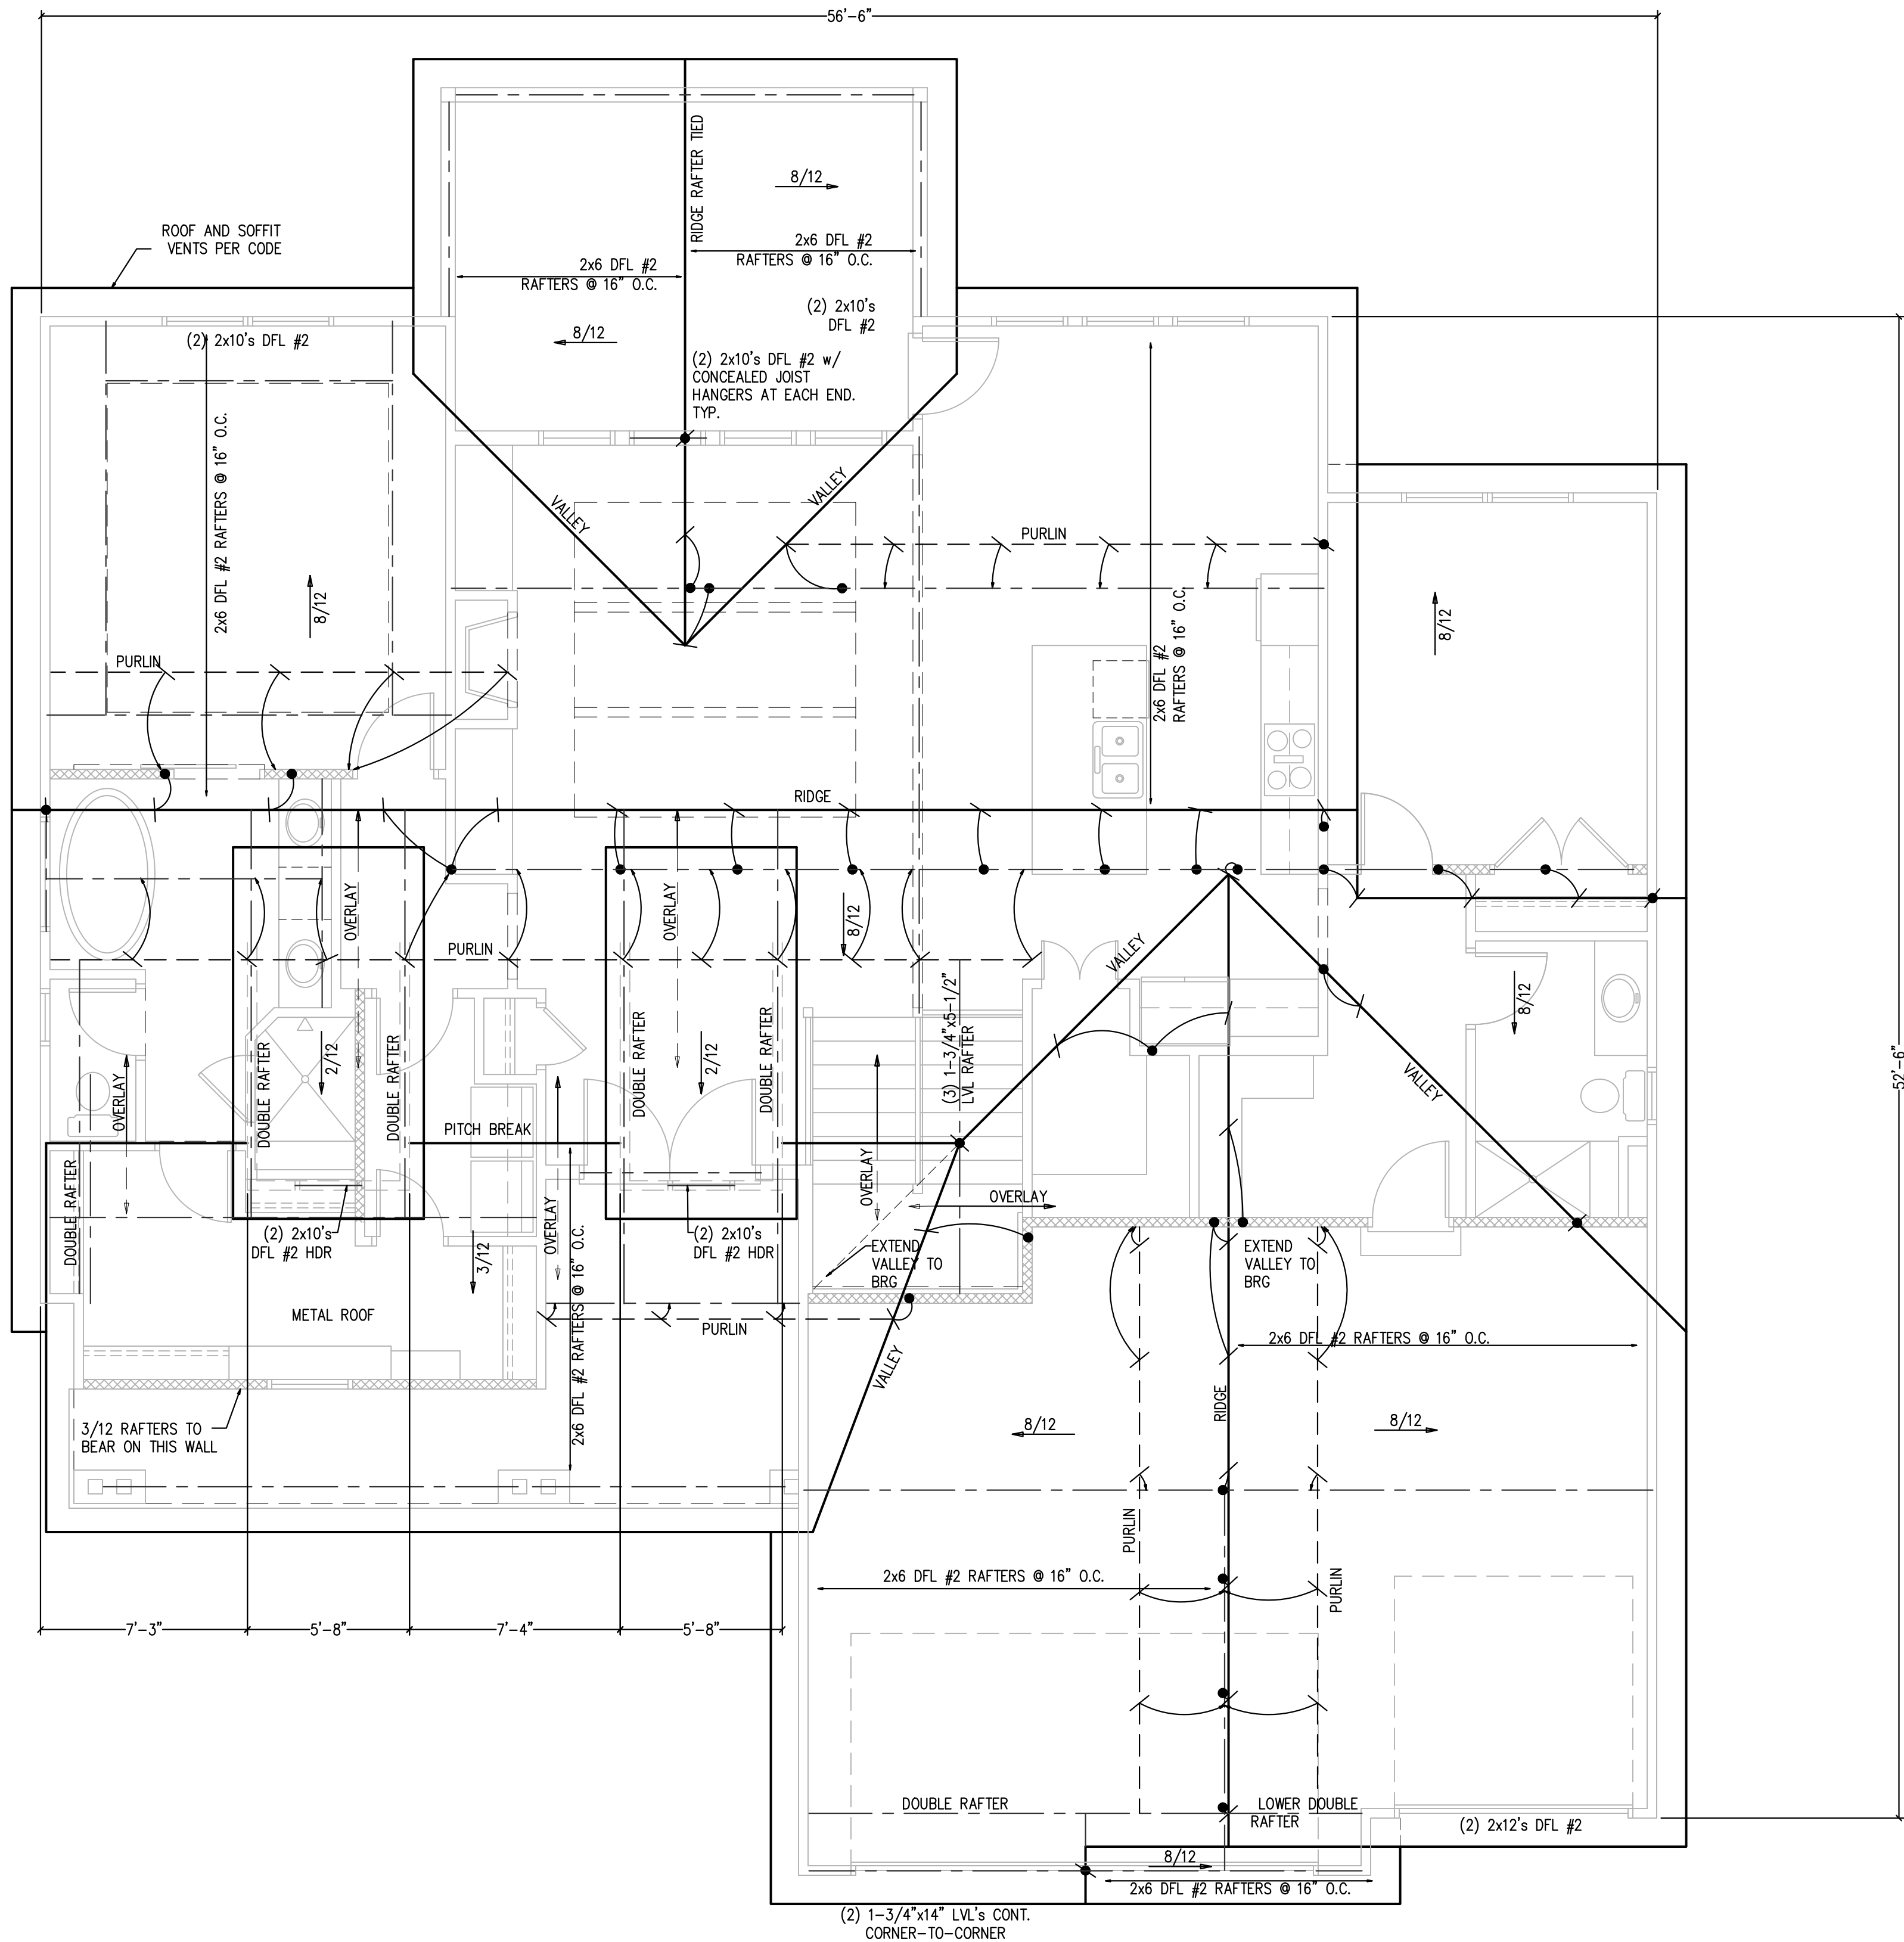 56'-6"
RIDGE RAFTER TIED
8/12
ROOF AND SOFFIT
VENTS PER CODE
2x6 DFL #2
RAFTERS @ 16" O.C.
2x6 DFL #2
RAFTERS @ 16" O.C.
(2) 2x10's
DFL #2
8/12
(2) 2x10's DFL #2
(2) 2x10's DFL #2 w/
CONCEALED JOIST
HANGERS AT EACH END.
TYP.
2x6 DFL #2 RAFTERS @ 16" O.C.
VALLEY
VALLEY
PURLIN
8/12
8/12
2x6 DFL #2
RAFTERS @ 16" O.C.
PURLIN
RIDGE
OVERLAY
OVERLAY
8/12
PURLIN
VALLEY
8/12
(3) 1-3/4"x5-1/2"
LVL RAFTER
DOUBLE RAFTER
2/12
DOUBLE RAFTER
DOUBLE RAFTER
2/12
DOUBLE RAFTER
OVERLAY
VALLEY
52'-6"
PITCH BREAK
DOUBLE RAFTER
OVERLAY
OVERLAY
OVERLAY
(2) 2x10's
DFL #2 HDR
3/12
(2) 2x10's
DFL #2 HDR
EXTEND
VALLEY TO
BRG
EXTEND
VALLEY TO
BRG
METAL ROOF
PURLIN
2x6 DFL #2 RAFTERS @ 16" O.C.
2x6 DFL #2 RAFTERS @ 16" O.C.
VALLEY
RIDGE
3/12 RAFTERS TO
BEAR ON THIS WALL
8/12
8/12
PURLIN
PURLIN
2x6 DFL #2 RAFTERS @ 16" O.C.
7'-3"
5'-8"
7'-4"
5'-8"
DOUBLE RAFTER
LOWER DOUBLE
RAFTER
(2) 2x12's DFL #2
8/12
2x6 DFL #2 RAFTERS @ 16" O.C.
(2) 1-3/4"x14" LVL's CONT.
CORNER-TO-CORNER